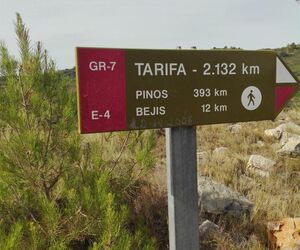 GR-7
TARIFA - 2.132 km
PINOS 393 km
E-4
BEJIS 12 km